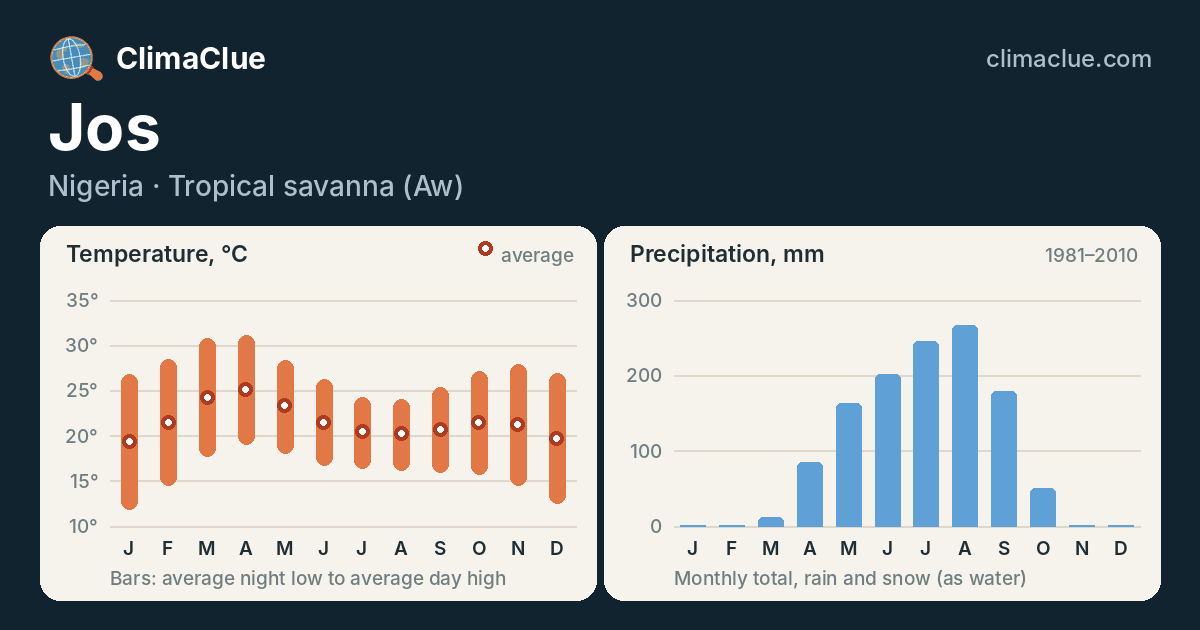 ClimaClue
climaclue.com
Jos
Nigeria · Tropical savanna (Aw)
Temperature, °C
average
35°
30°
25°
20°
15°
10°
J F M A M J J A S O N D
Bars: average night low to average day high
Precipitation, mm
1981–2010
300
200
100
0
J F M A M J J A S O N D
Monthly total, rain and snow (as water)